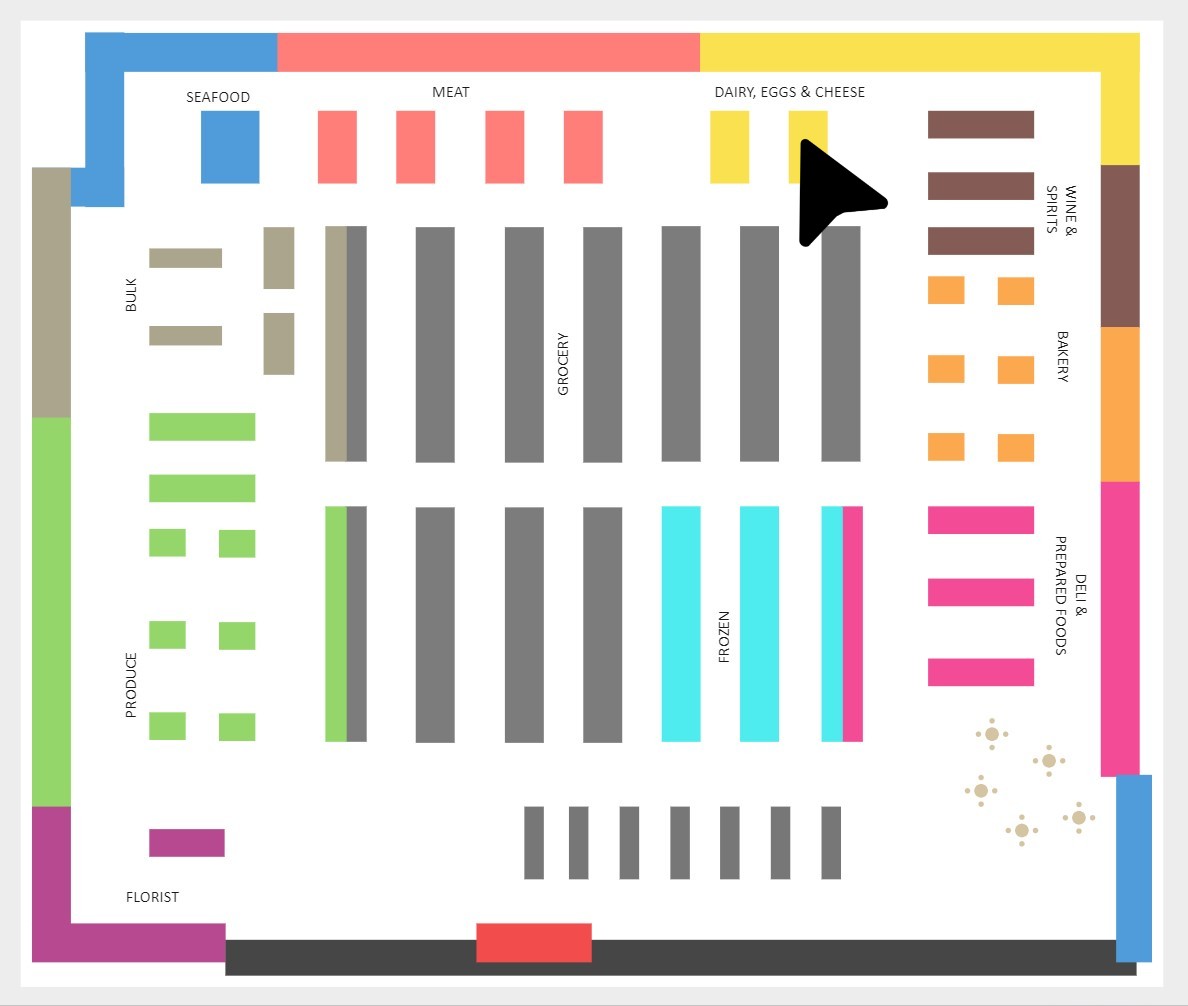 SEAFOOD
MEAT
DAIRY, EGGS & CHEESE
WINE &
SPIRITS
BULK
GROCERY
BAKERY
DELI &
PREPARED FOODS
FROZEN
PRODUCE
FLORIST